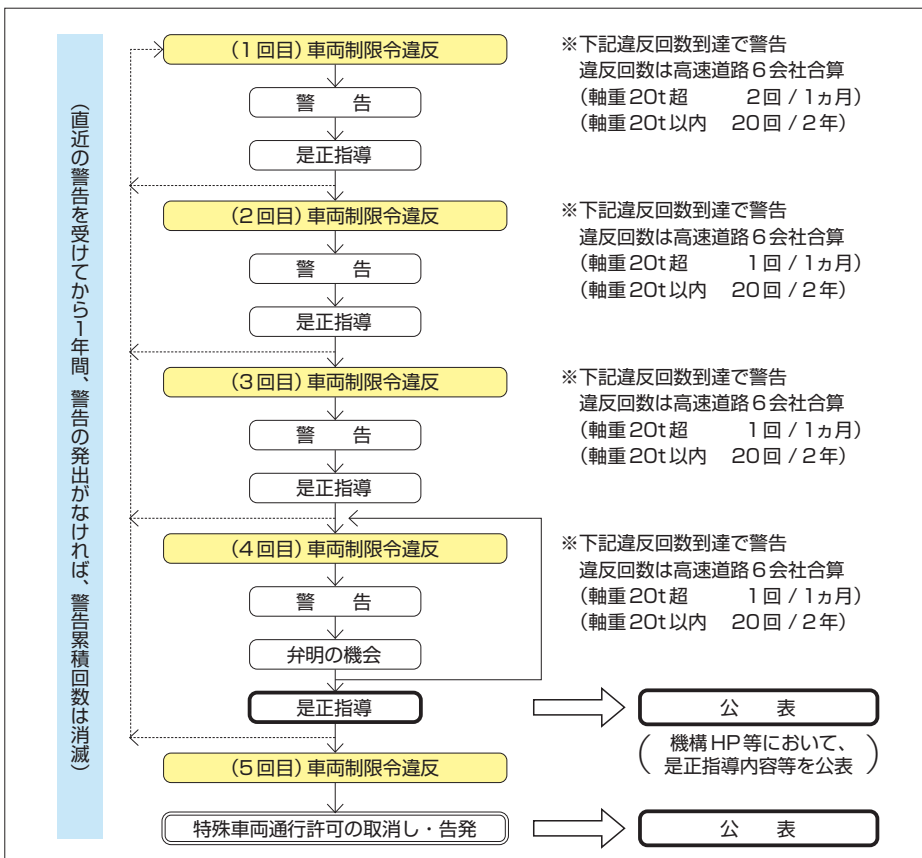 (直近の警告を受けてから1年間、警告の発出がなければ、警告累積回数は消滅)
(1回目)車両制限令違反
警 告
是正指導
※下記違反回数到達で警告
違反回数は高速道路6会社合算
(軸重20t超 2回 / 1ヵ月)
(軸重20t以内 20回 / 2年)
(2回目)車両制限令違反
警 告
是正指導
※下記違反回数到達で警告
違反回数は高速道路6会社合算
(軸重20t超 1回 / 1ヵ月)
(軸重20t以内 20回 / 2年)
(3回目)車両制限令違反
警 告
是正指導
※下記違反回数到達で警告
違反回数は高速道路6会社合算
(軸重20t超 1回 / 1ヵ月)
(軸重20t以内 20回 / 2年)
(4回目)車両制限令違反
警 告
弁明の機会
是正指導
※下記違反回数到達で警告
違反回数は高速道路6会社合算
(軸重20t超 1回 / 1ヵ月)
(軸重20t以内 20回 / 2年)
公 表
(機構HP等において、
是正指導内容等を公表)
(5回目)車両制限令違反
特殊車両通行許可の取消し・告発
公 表